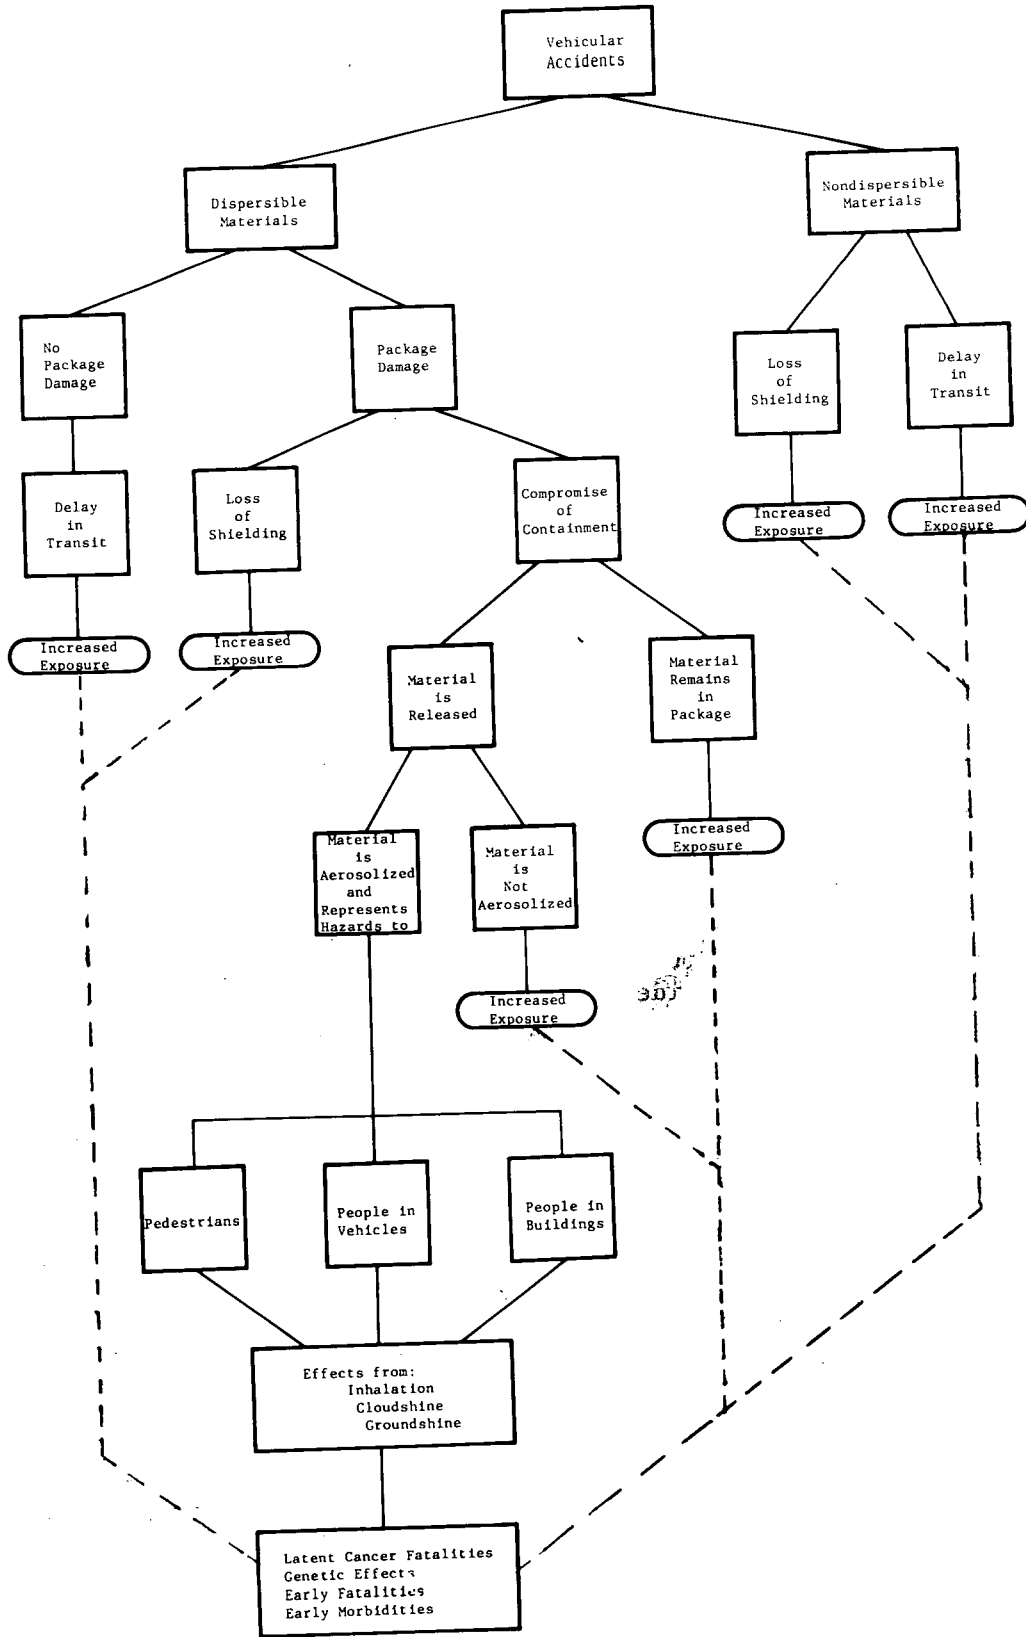 Vehicular
Accidents
Dispersible
Materials
Nondispersible
Materials
No
Package
Damage
Package
Damage
Loss
of
Shielding
Delay
in
Transit
Delay
in
Transit
Loss
of
Shielding
Compromise
of
Containment
Increased
Exposure
Increased
Exposure
Increased
Exposure
Increased
Exposure
Material
is
Released
Material
Remains
in
Package
Material
is
Aerosolized
and
Represents
Hazards to
Material
is
Not
Aerosolized
Increased
Exposure
Increased
Exposure
Pedestrians
People in
Vehicles
People in
Buildings
Effects from:
Inhalation
Cloudshine
Groundshine
Latent Cancer Fatalities
Genetic Effects
Early Fatalities
Early Morbidities